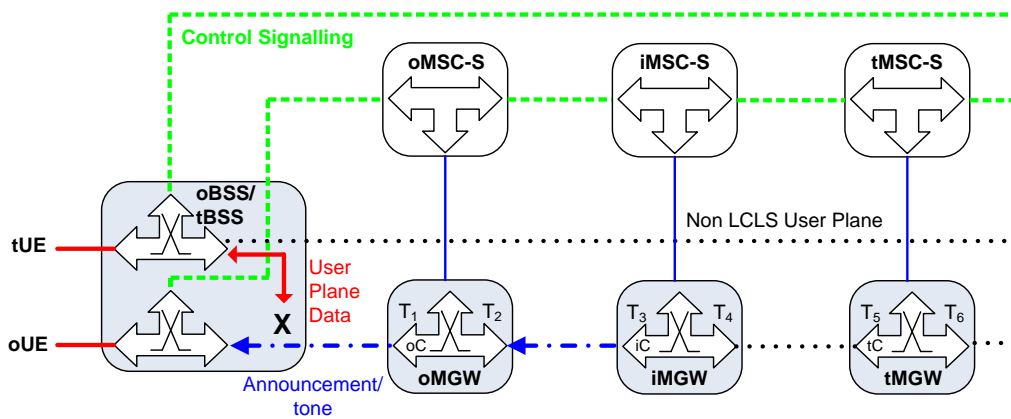 Control Signalling
oMSC-S
iMSC-S
tMSC-S
oBSS/
tBSS
Non LCLS User Plane
tUE
User
Plane
Data
X
oUE
T1
T2
oC
oMGW
T3
T4
iC
iMGW
T5
T6
tC
tMGW
Announcement/
tone